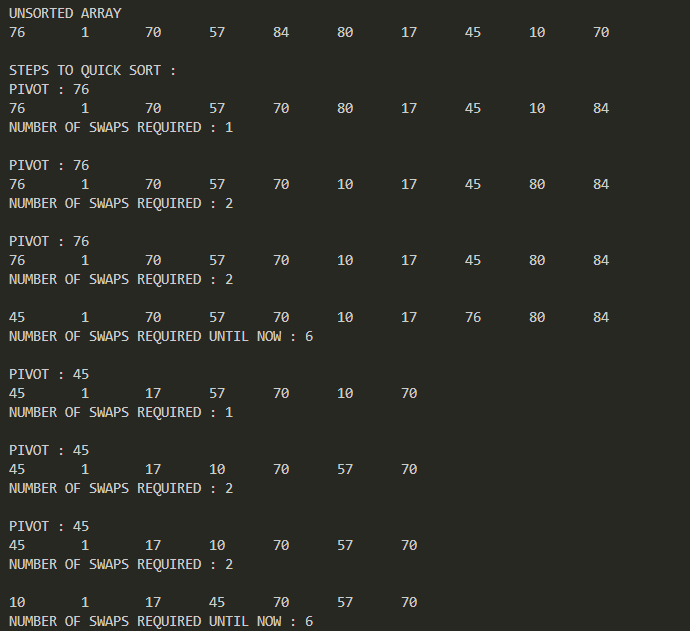 UNSORTED ARRAY
76 1 70 57 84 80 17 45 10 70
STEPS TO QUICK SORT :
PIVOT : 76
76 1 70 57 70 80 17 45 10 84
NUMBER OF SWAPS REQUIRED : 1
PIVOT : 76
76 1 70 57 70 10 17 45 80 84
NUMBER OF SWAPS REQUIRED : 2
PIVOT : 76
76 1 70 57 70 10 17 45 80 84
NUMBER OF SWAPS REQUIRED : 2
45 1 70 57 70 10 17 76 80 84
NUMBER OF SWAPS REQUIRED UNTIL NOW : 6
PIVOT : 45
45 1 17 57 70 10 70
NUMBER OF SWAPS REQUIRED : 1
PIVOT : 45
45 1 17 10 70 57 70
NUMBER OF SWAPS REQUIRED : 2
PIVOT : 45
45 1 17 10 70 57 70
NUMBER OF SWAPS REQUIRED : 2
10 1 17 45 70 57 70
NUMBER OF SWAPS REQUIRED UNTIL NOW : 6